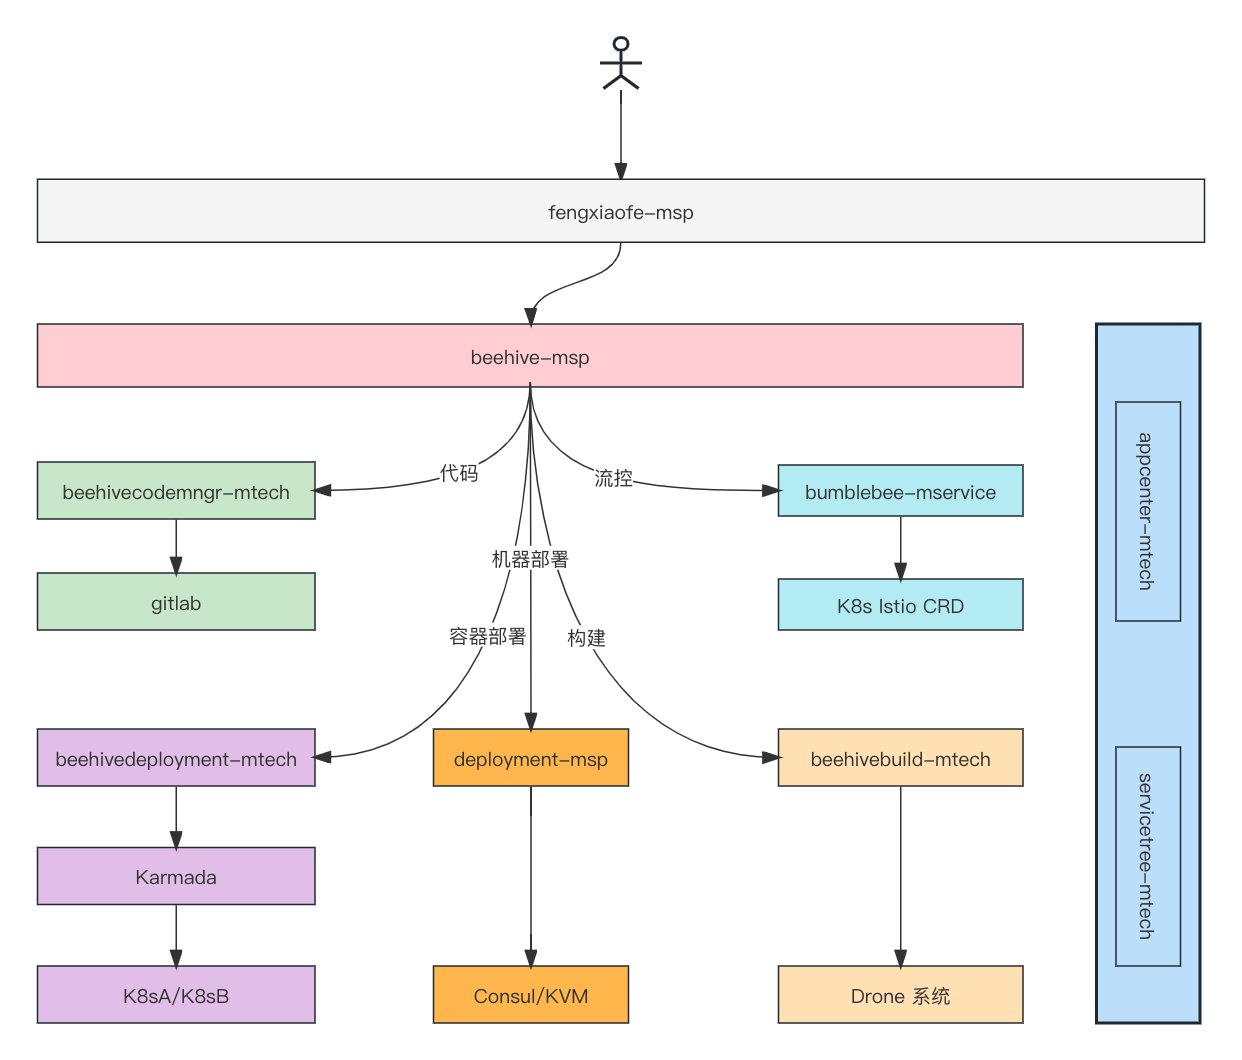 fengxiaofe-msp
beehive-msp
代码
流控
beehivecodemngr-mtech
bumblebee-mservice
appcenter-mtech
机器部署
gitlab
K8s Istio CRD
容器部署
构建
beehivedeployment-mtech
deployment-msp
beehivebuild-mtech
servicetree-mtech
Karmada
K8sA/K8sB
Consul/KVM
Drone 系统